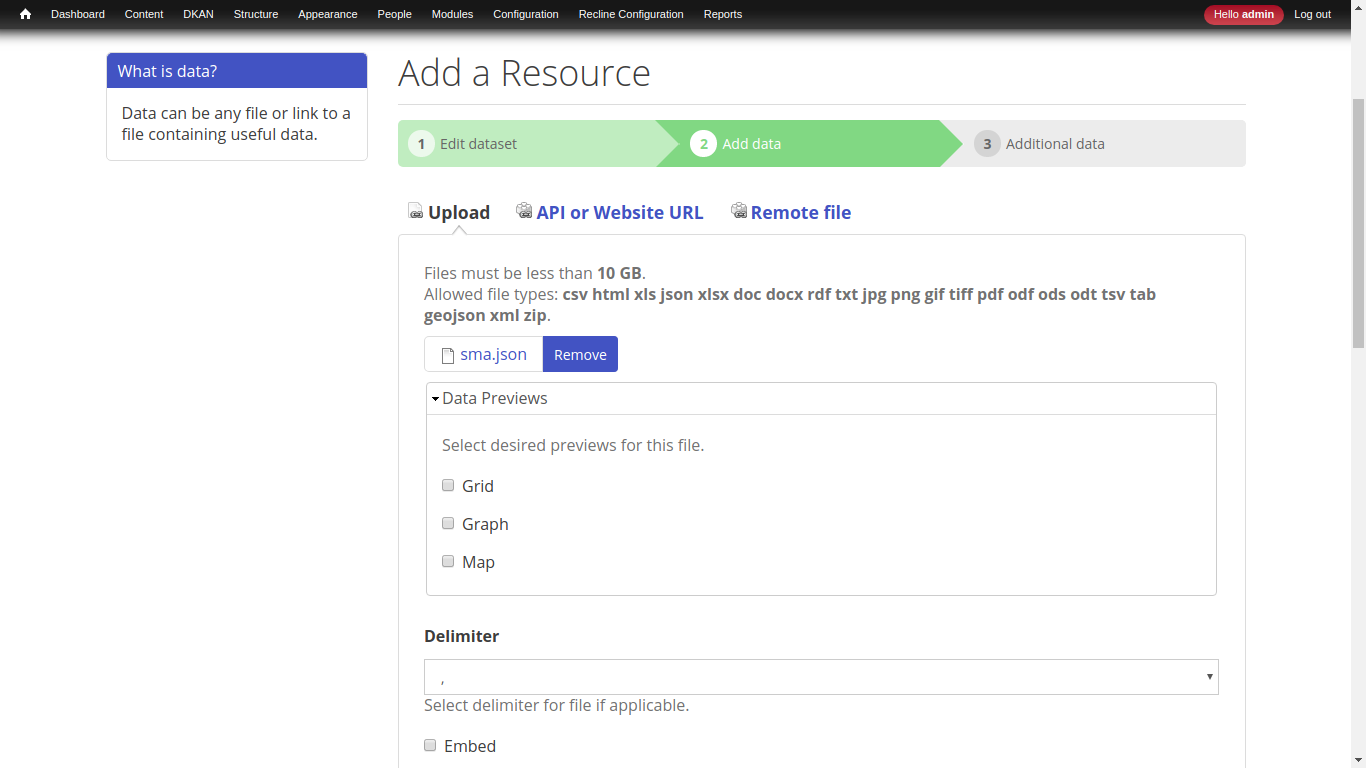 Dashboard Content DKAN Structure Appearance People Modules Configuration Recline Configuration Reports Hello admin Log out
What is data?
Data can be any file or link to a
file containing useful data.
Add a Resource
1 Edit dataset 2 Add data 3 Additional data
Upload API or Website URL Remote file
Files must be less than 10 GB.
Allowed file types: csv html xls json xlsx doc docx rdf txt jpg png gif tiff pdf odf ods odt tsv tab
geojson xml zip.
sma.json Remove
Data Previews
Select desired previews for this file.
Grid
Graph
Map
Delimiter
,
Select delimiter for file if applicable.
Embed